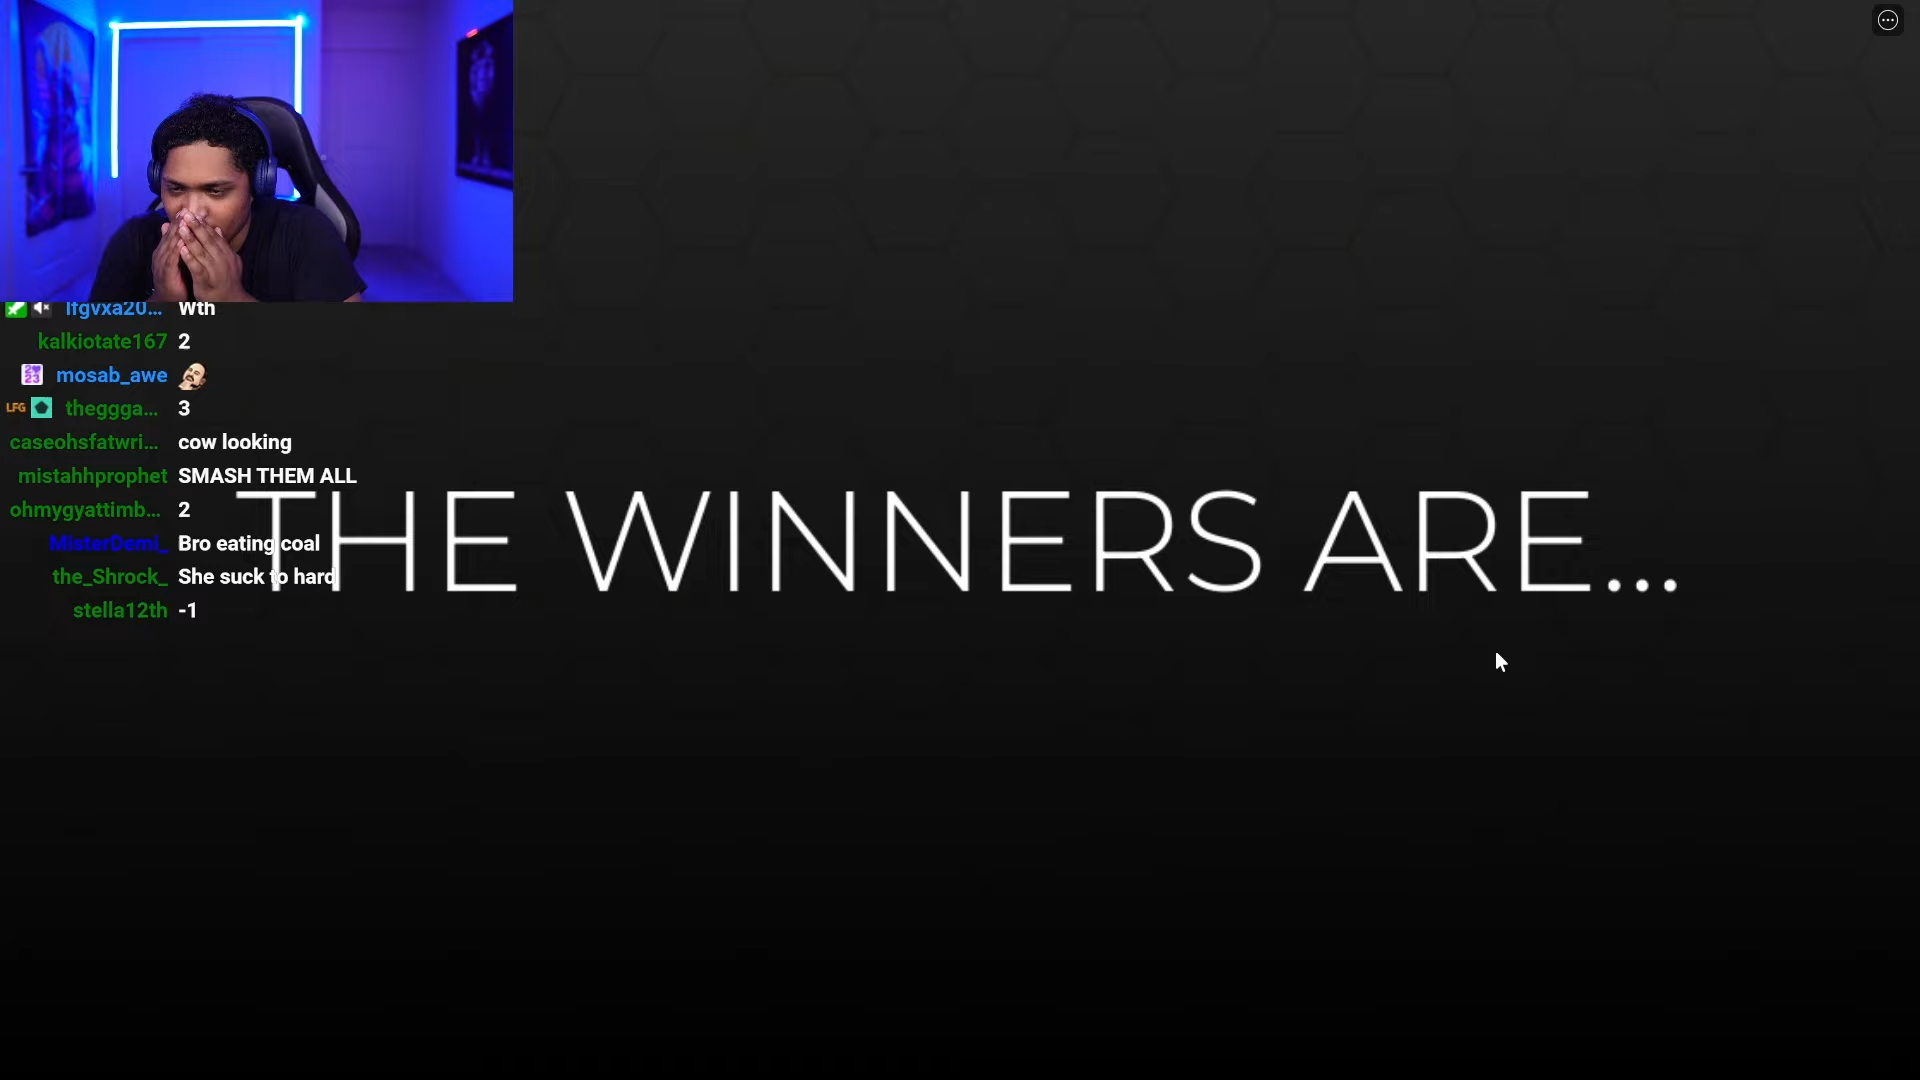 lfgvxa20... Wth
kalkiotate167 2
mosab_awe
LFG theggga... 3
caseohsfatwri... cow looking
mistahhprophet SMASH THEM ALL
ohmygyattimb... 2
MisterDemi_ Bro eating coal
the_Shrock_ She suck to hard
stella12th -1
THE WINNERS ARE...